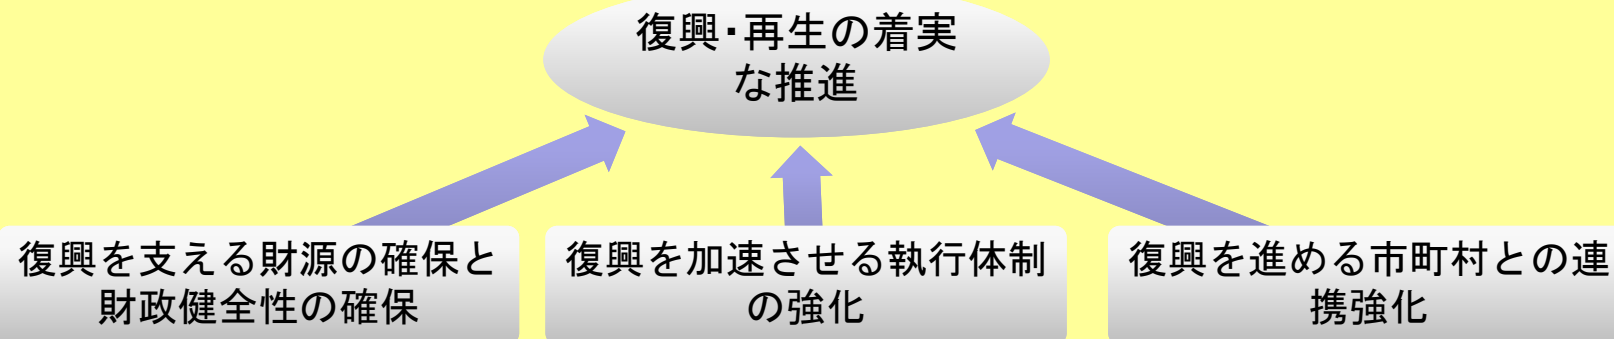 復興・再生の着実
な推進
復興を支える財源の確保と
財政健全性の確保
復興を加速させる執行体制
の強化
復興を進める市町村との連
携強化